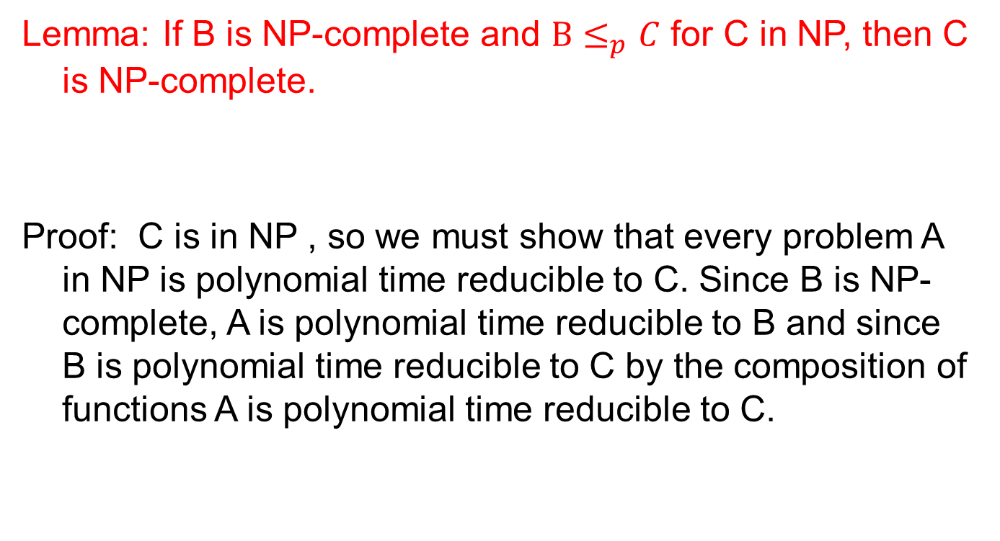 Lemma: If B is NP-complete and B ≤ₚ 𝐶 for C in NP, then C
is NP-complete.
Proof: C is in NP , so we must show that every problem A
in NP is polynomial time reducible to C. Since B is NP-
complete, A is polynomial time reducible to B and since
B is polynomial time reducible to C by the composition of
functions A is polynomial time reducible to C.